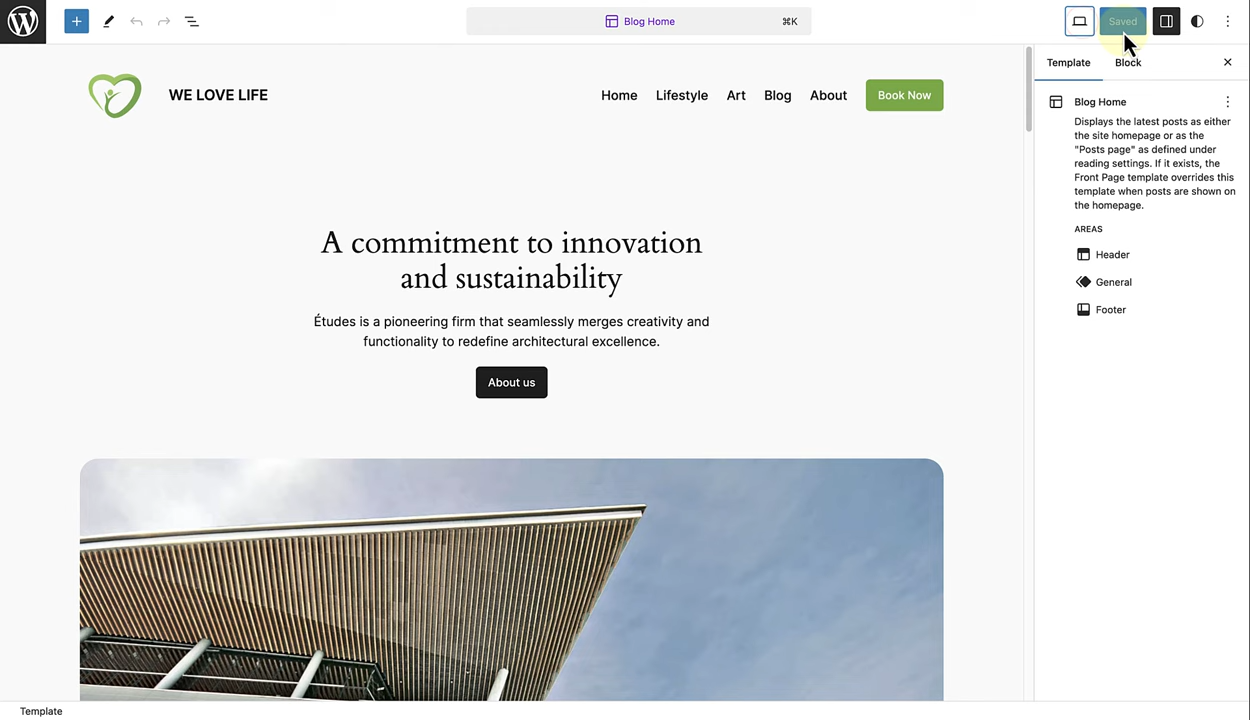 Blog Home
⌘K
Saved
WE LOVE LIFE
Home
Lifestyle
Art
Blog
About
Book Now
A commitment to innovation
and sustainability
Études is a pioneering firm that seamlessly merges creativity and
functionality to redefine architectural excellence.
About us
Template
Block
Blog Home
Displays the latest posts as either
the site homepage or as the
"Posts page" as defined under
reading settings. If it exists, the
Front Page template overrides this
template when posts are shown on
the homepage.
AREAS
Header
General
Footer
Template